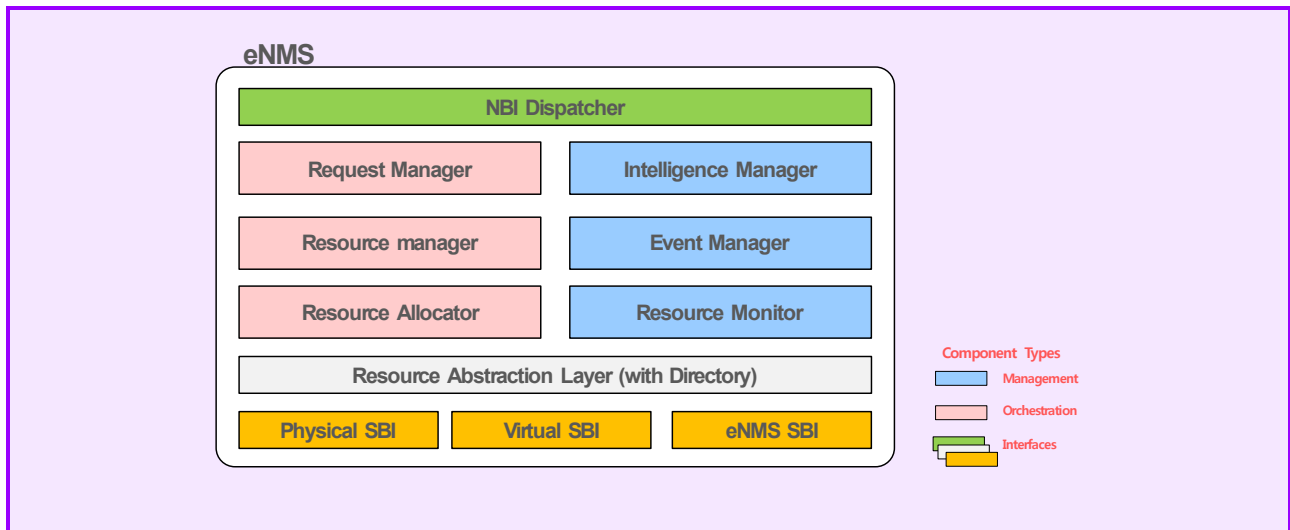 eNMS
NBI Dispatcher
Request Manager
Intelligence Manager
Resource manager
Event Manager
Resource Allocator
Resource Monitor
Resource Abstraction Layer (with Directory)
Physical SBI
Virtual SBI
eNMS SBI
Component Types
Management
Orchestration
Interfaces